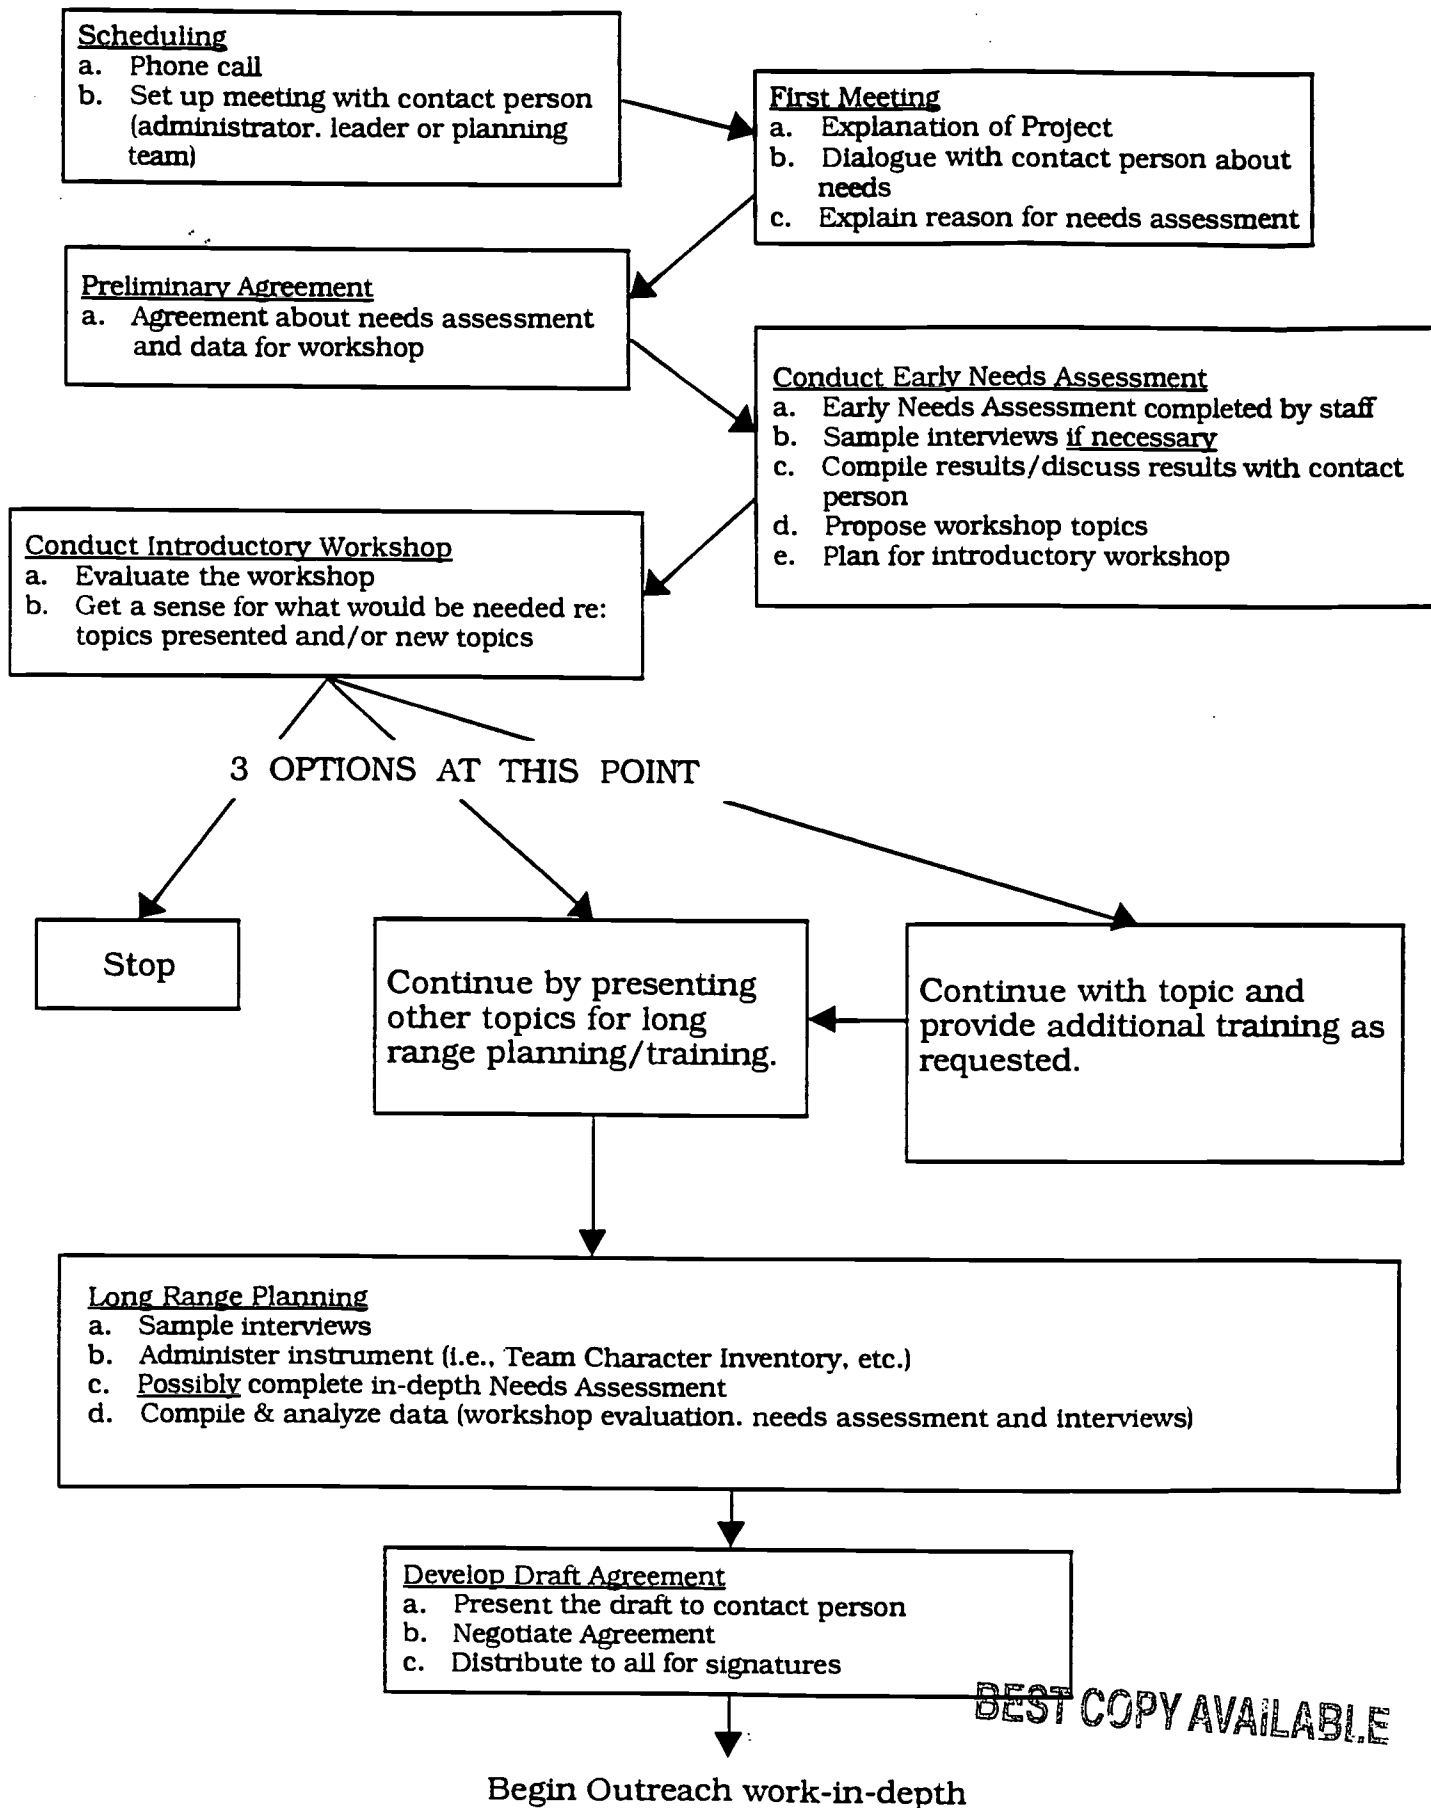 Scheduling
a. Phone call
b. Set up meeting with contact person
(administrator. leader or planning
team)
First Meeting
a. Explanation of Project
b. Dialogue with contact person about
needs
c. Explain reason for needs assessment
Preliminary Agreement
a. Agreement about needs assessment
and data for workshop
Conduct Early Needs Assessment
a. Early Needs Assessment completed by staff
b. Sample interviews if necessary
c. Compile results/discuss results with contact
person
d. Propose workshop topics
e. Plan for introductory workshop
Conduct Introductory Workshop
a. Evaluate the workshop
b. Get a sense for what would be needed re:
topics presented and/or new topics
3 OPTIONS AT THIS POINT
Stop
Continue by presenting
other topics for long
range planning/training.
Continue with topic and
provide additional training as
requested.
Long Range Planning
a. Sample interviews
b. Administer instrument (i.e., Team Character Inventory, etc.)
c. Possibly complete in-depth Needs Assessment
d. Compile & analyze data (workshop evaluation. needs assessment and interviews)
Develop Draft Agreement
a. Present the draft to contact person
b. Negotiate Agreement
c. Distribute to all for signatures
BEST COPY AVAILABLE
Begin Outreach work-in-depth